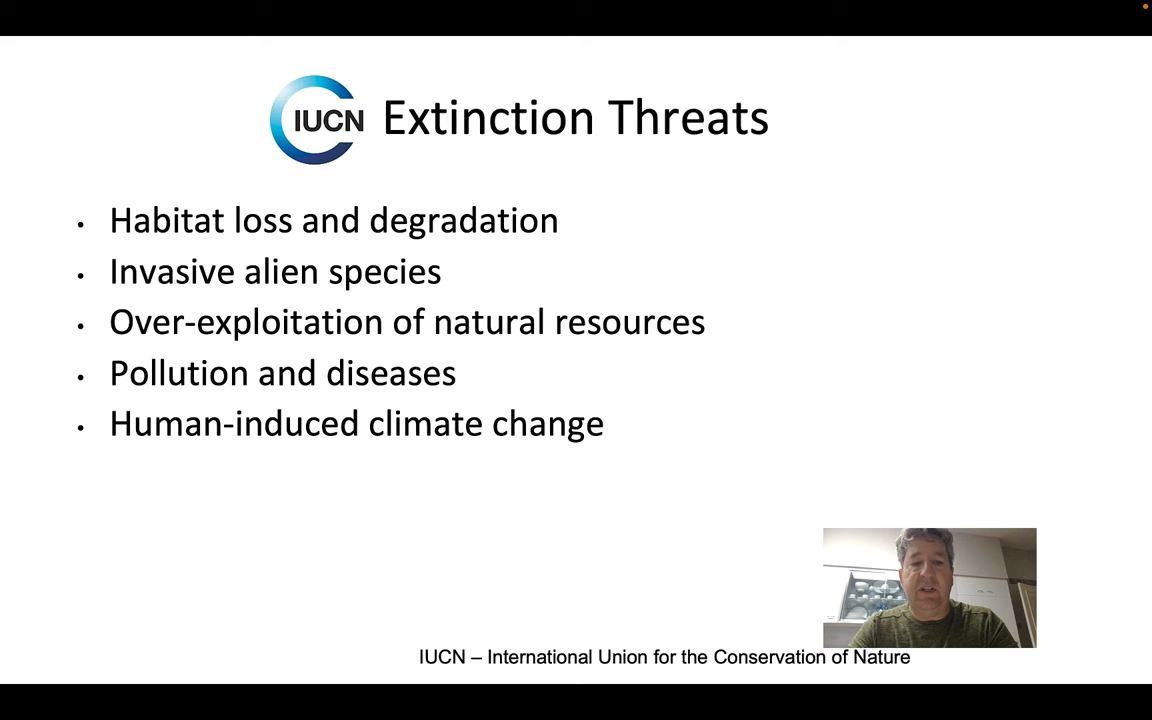 IUCN Extinction Threats
• Habitat loss and degradation
• Invasive alien species
• Over-exploitation of natural resources
• Pollution and diseases
• Human-induced climate change
IUCN – International Union for the Conservation of Nature